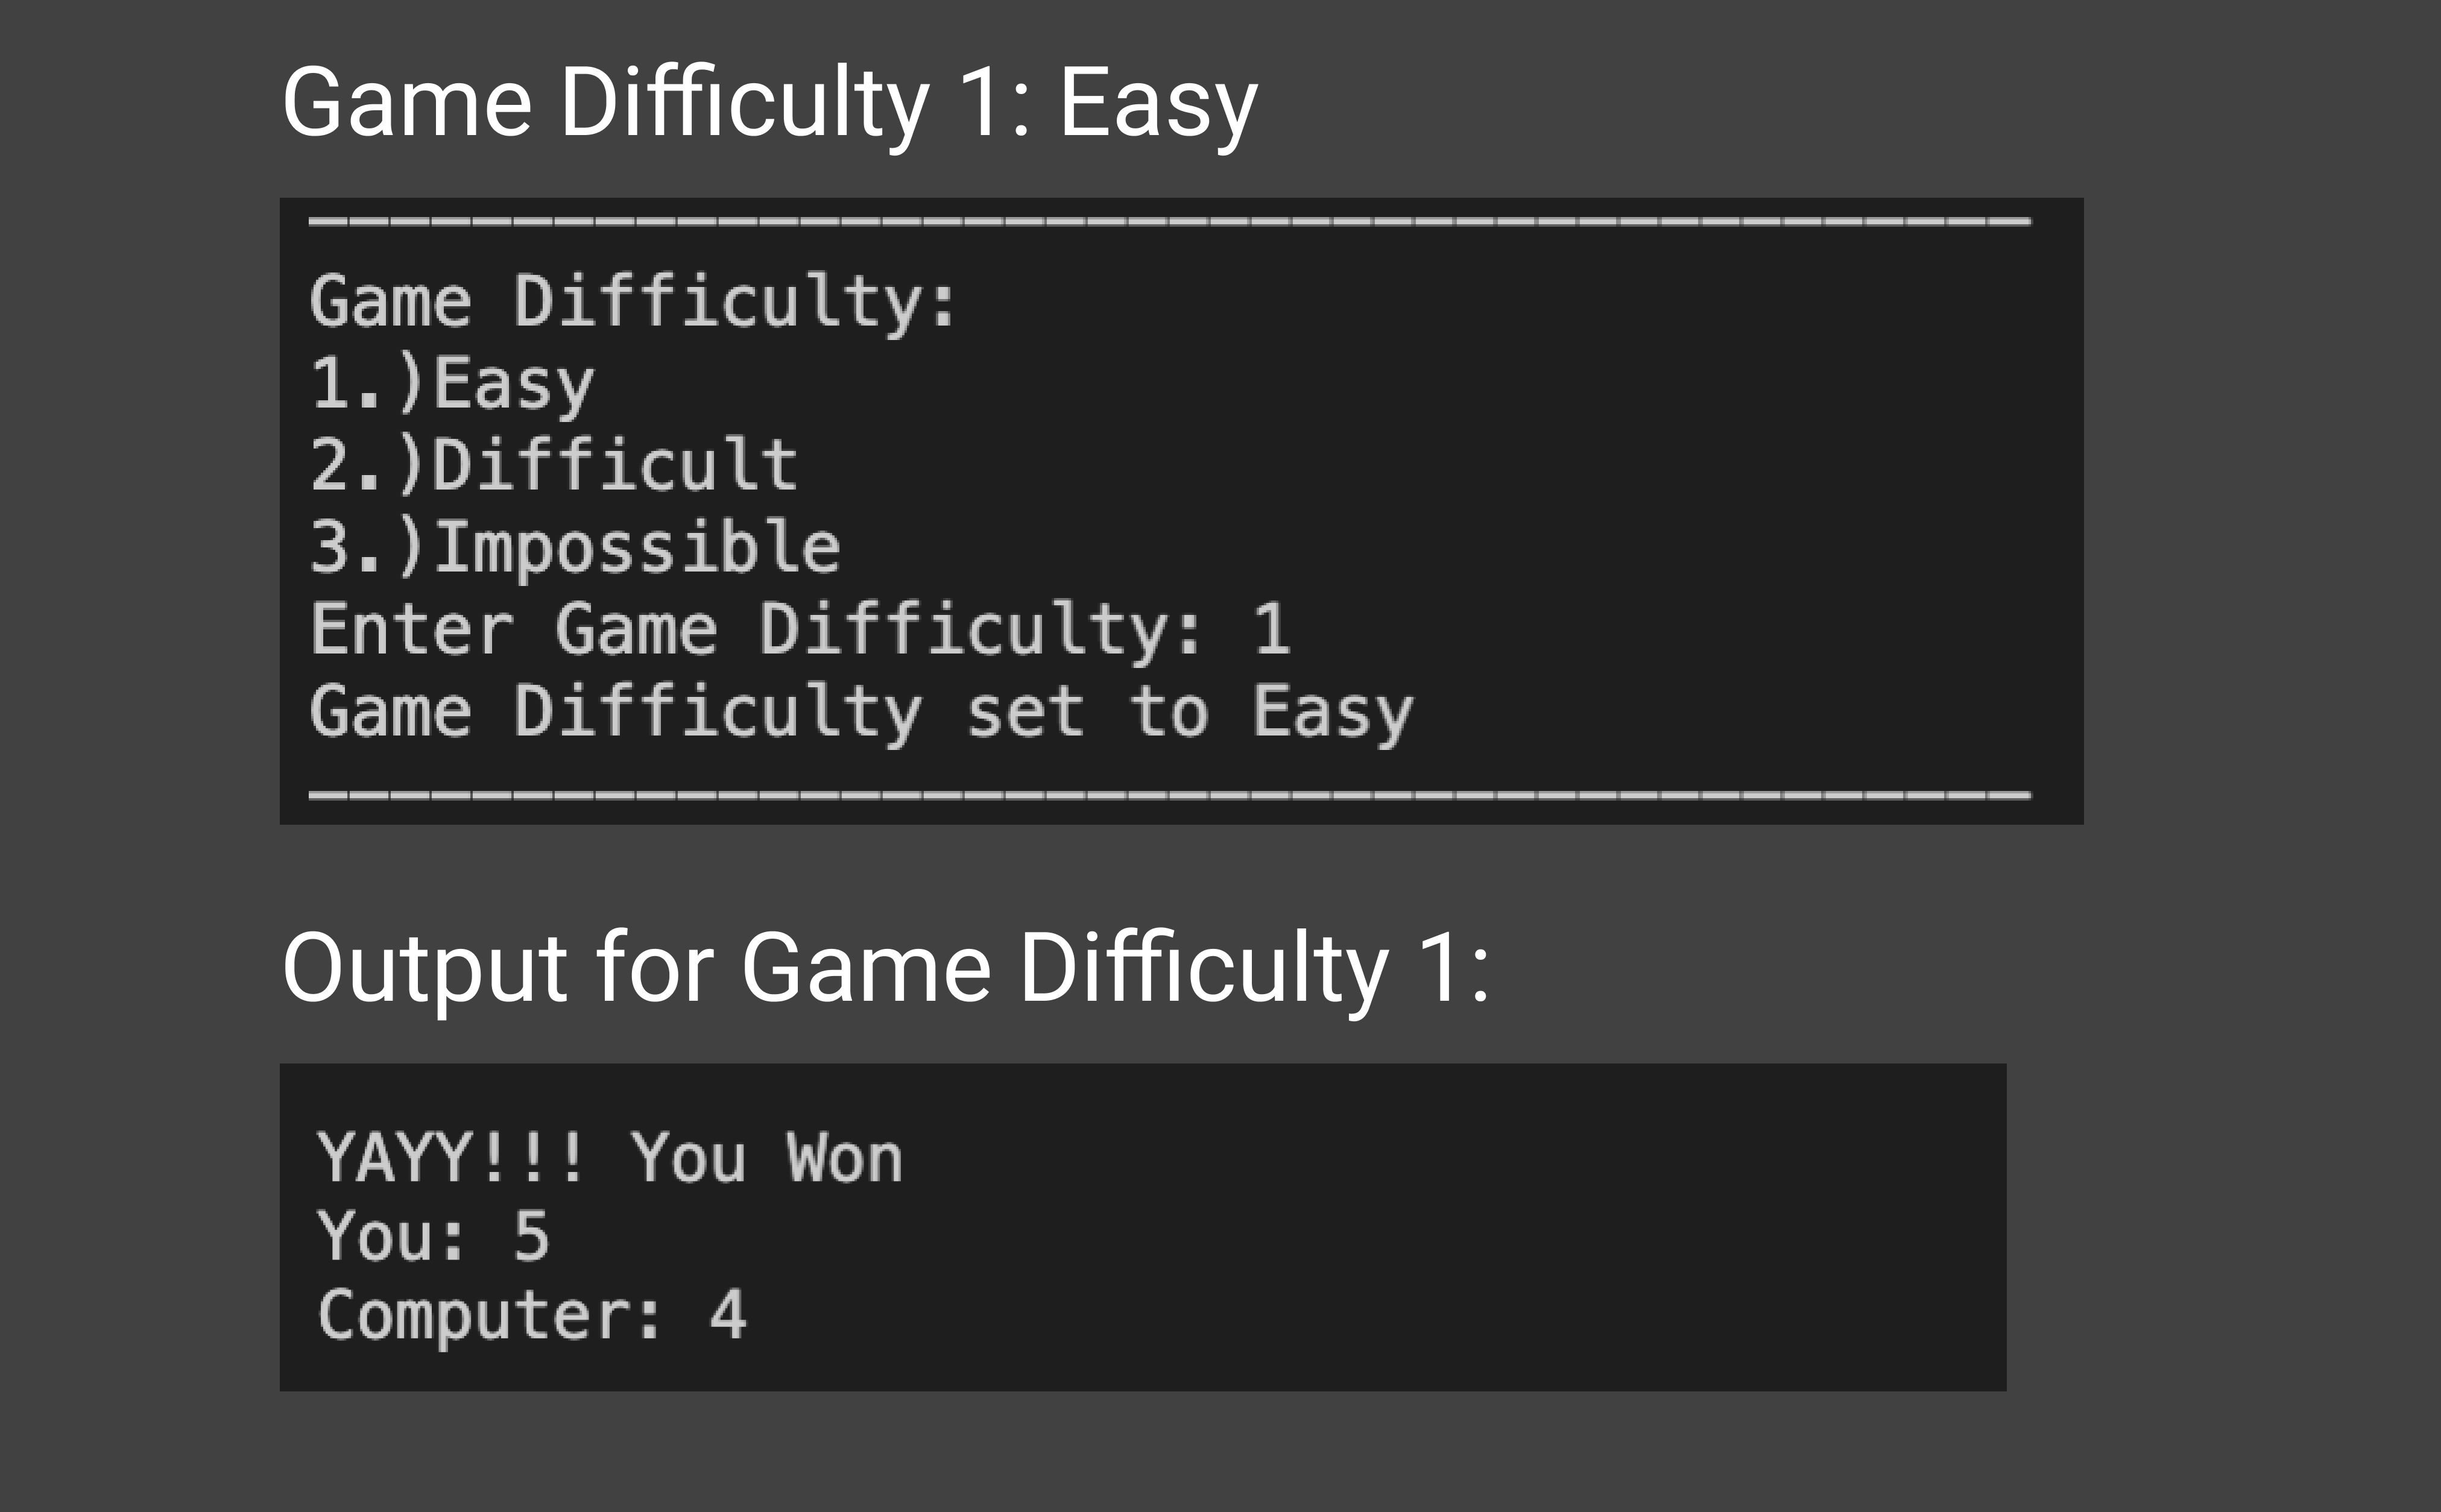 Game Difficulty 1: Easy
------------------------------------------
Game Difficulty:
1.)Easy
2.)Difficult
3.)Impossible
Enter Game Difficulty: 1
Game Difficulty set to Easy
------------------------------------------
Output for Game Difficulty 1:
YAYY!!! You Won
You: 5
Computer: 4